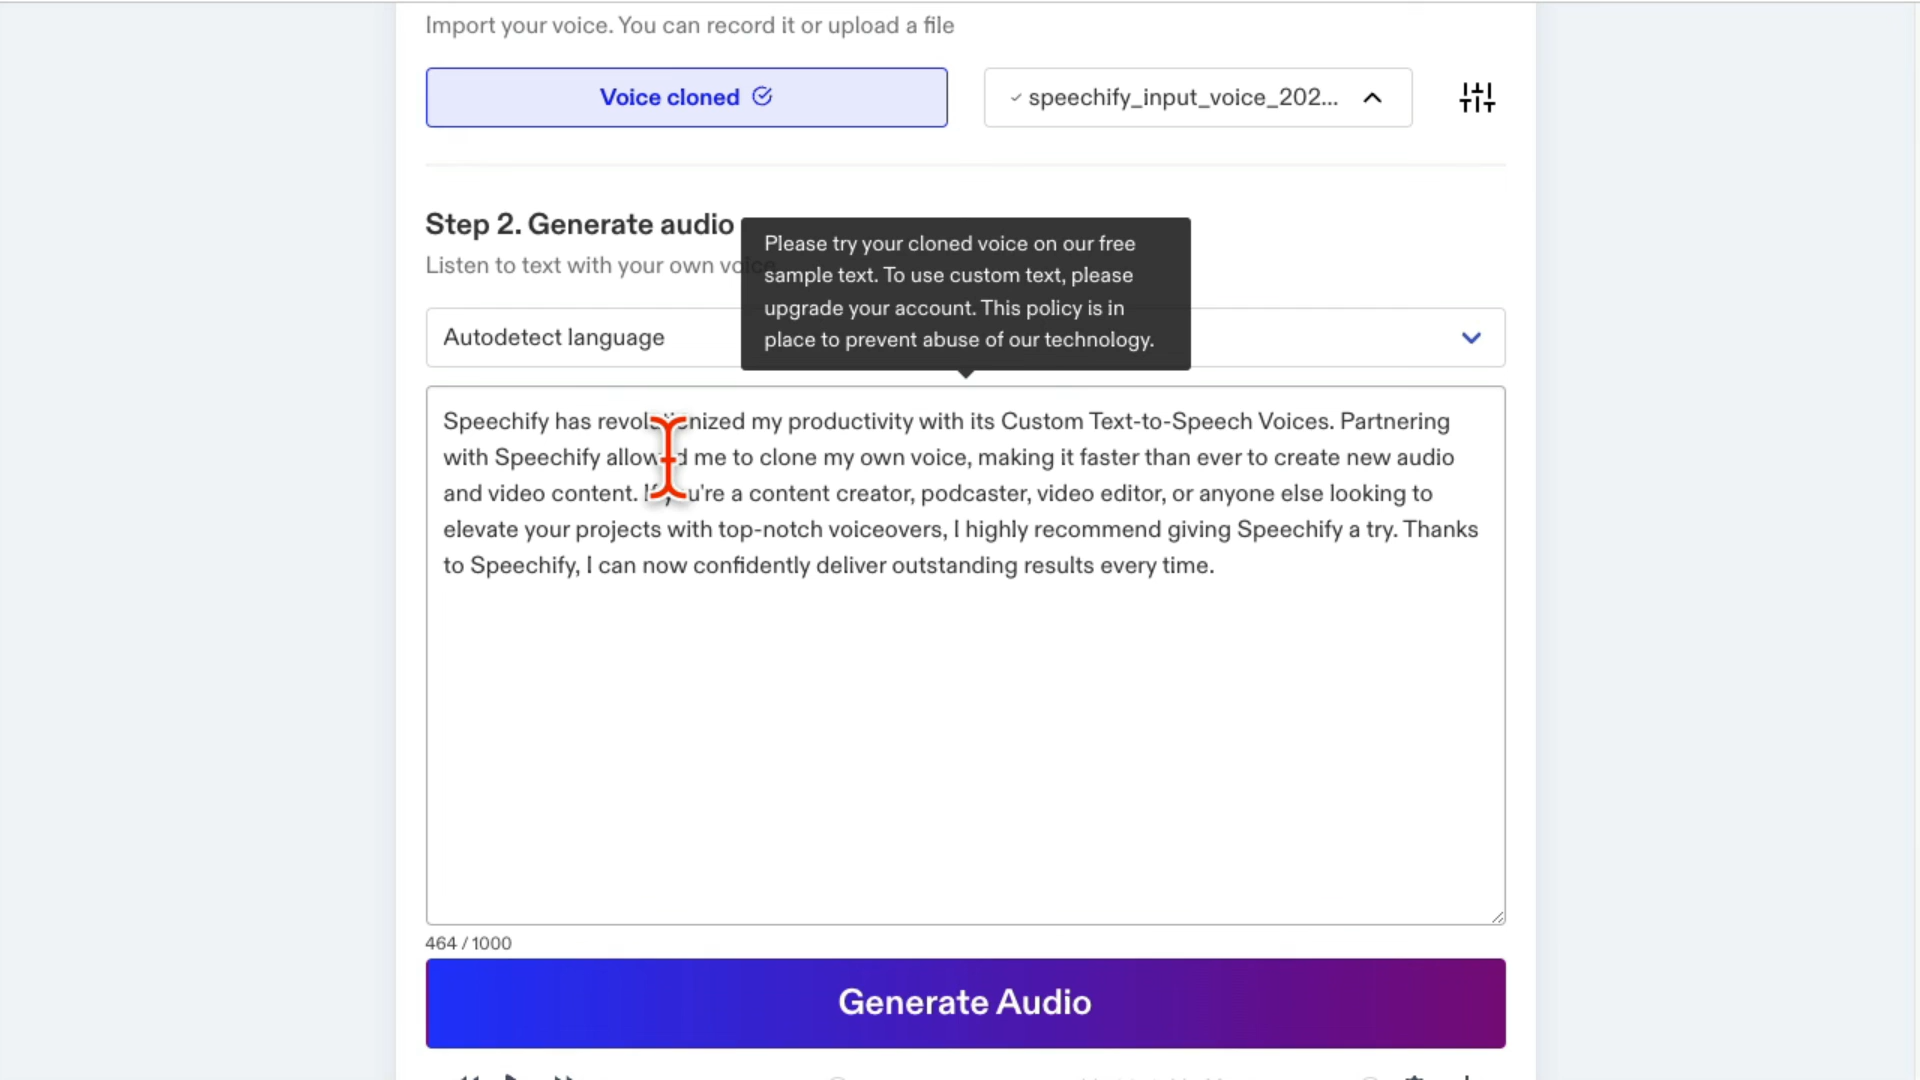 Import your voice. You can record it or upload a file
Voice cloned
speechify_input_voice_202...
Step 2. Generate audio
Listen to text with your own voice
Please try your cloned voice on our free
sample text. To use custom text, please
upgrade your account. This policy is in
place to prevent abuse of our technology.
Autodetect language
Speechify has revolutionized my productivity with its Custom Text-to-Speech Voices. Partnering
with Speechify allowed me to clone my own voice, making it faster than ever to create new audio
and video content. If you're a content creator, podcaster, video editor, or anyone else looking to
elevate your projects with top-notch voiceovers, I highly recommend giving Speechify a try. Thanks
to Speechify, I can now confidently deliver outstanding results every time.
464 / 1000
Generate Audio